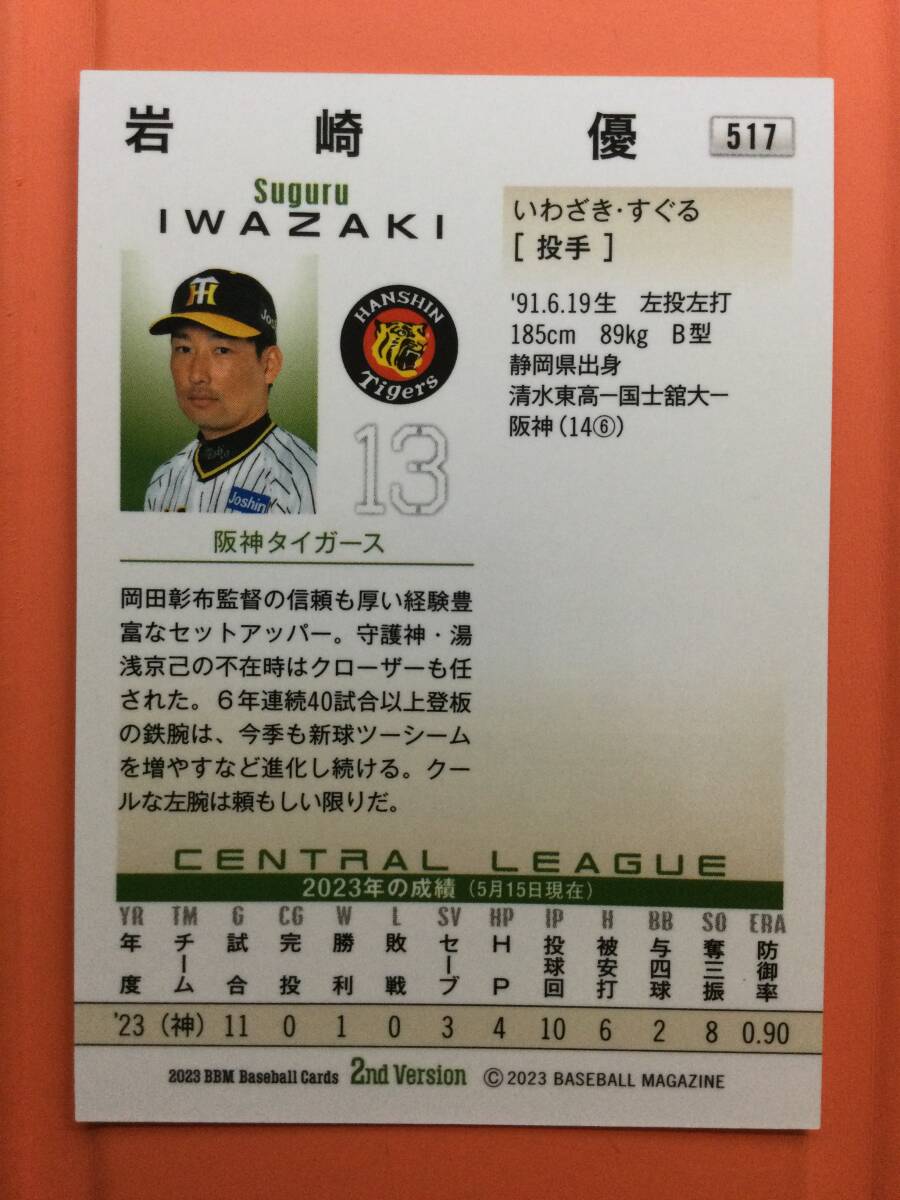 岩崎優 517
Suguru
IWAZAKI
いわざき・すぐる
[ 投手 ]
'91.6.19生 左投左打
185cm 89kg B型
静岡県出身
清水東高ー国士舘大ー
阪神（14⑥）
HT
Josh
Joshin
HANSHIN
Tigers
13
阪神タイガース
岡田彰布監督の信頼も厚い経験豊
富なセットアッパー。守護神・湯
浅京己の不在時はクローザーも任
された。6年連続40試合以上登板
の鉄腕は、今季も新球ツーシーム
を増やすなど進化し続ける。クー
ルな左腕は頼もしい限りだ。
CENTRAL LEAGUE
2023年の成績（5月15日現在）
YR TM G CG W L SV HP IP H BB SO ERA
年度 チーム 試合 完投 勝利 敗戦 セーブ HP 投球回 被安打 与四球 奪三振 防御率
'23 （神） 11 0 1 0 3 4 10 6 2 8 0.90
2023 BBM Baseball Cards 2nd Version ©2023 BASEBALL MAGAZINE